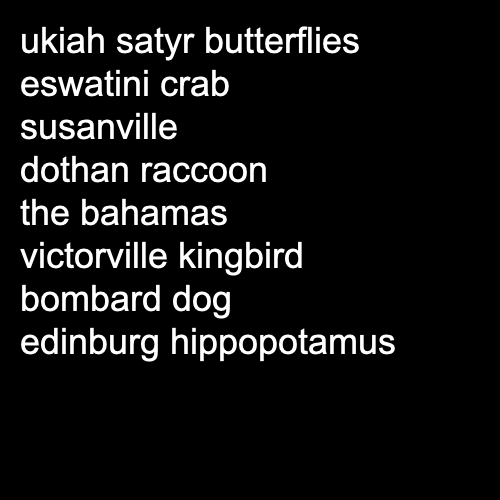 ukiah satyr butterflies
eswatini crab
susanville
dothan raccoon
the bahamas
victorville kingbird
bombard dog
edinburg hippopotamus